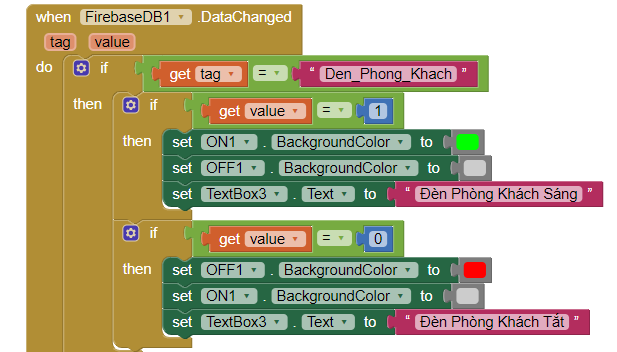 when FirebaseDB1 .DataChanged
tag value
do if get tag = “ Den_Phong_Khach ”
then if get value = 1
then set ON1 . BackgroundColor to
set OFF1 . BackgroundColor to
set TextBox3 . Text to “ Đèn Phòng Khách Sáng ”
if get value = 0
then set OFF1 . BackgroundColor to
set ON1 . BackgroundColor to
set TextBox3 . Text to “ Đèn Phòng Khách Tắt ”